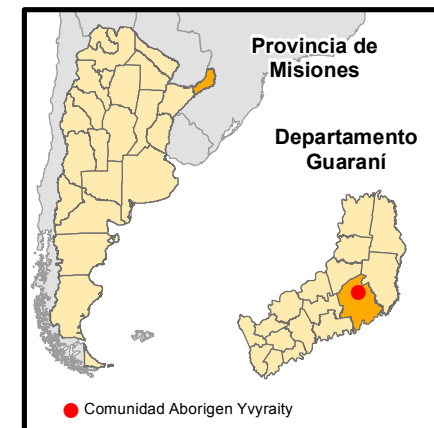 Provincia de
Misiones
Departamento
Guaraní
Comunidad Aborigen Yvyraity